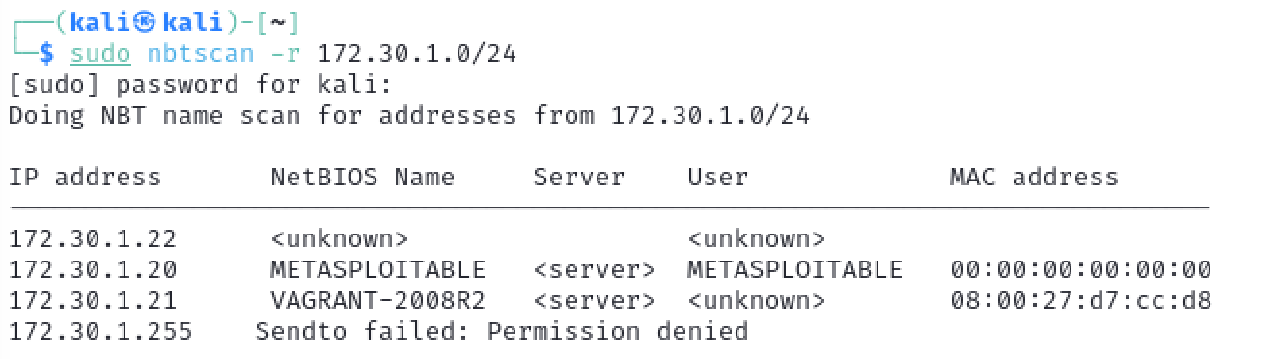 ┌──(kali㉿kali)-[~]
└─$ sudo nbtscan -r 172.30.1.0/24
[sudo] password for kali:
Doing NBT name scan for addresses from 172.30.1.0/24
IP address       NetBIOS Name     Server    User             MAC address
172.30.1.22      <unknown>                  <unknown>
172.30.1.20      METASPLOITABLE   <server>  METASPLOITABLE   00:00:00:00:00:00
172.30.1.21      VAGRANT-2008R2   <server>  <unknown>        08:00:27:d7:cc:d8
172.30.1.255    Sendto failed: Permission denied